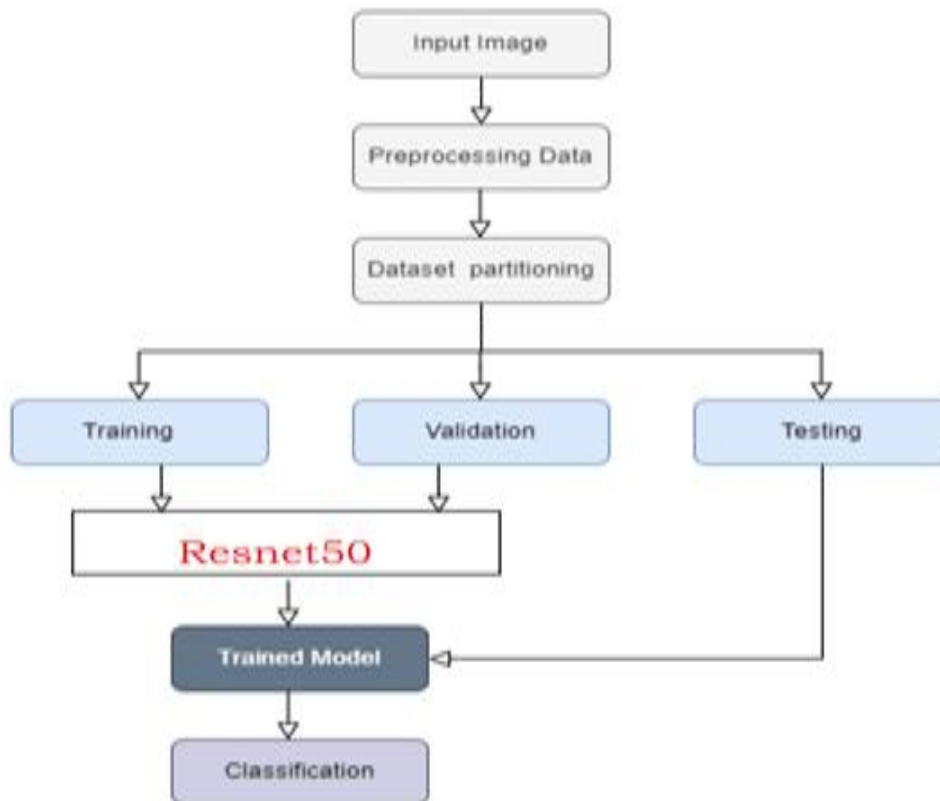 Input Image
Preprocessing Data
Dataset partitioning
Training
Validation
Testing
Resnet50
Trained Model
Classification